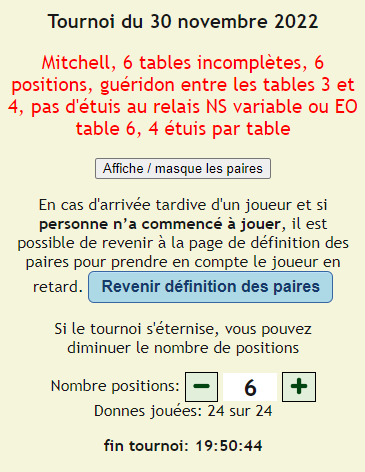 Tournoi du 30 novembre 2022
Mitchell, 6 tables incomplètes, 6
positions, guéridon entre les tables 3 et
4, pas d'étuis au relais NS variable ou EO
table 6, 4 étuis par table
Affiche / masque les paires
En cas d'arrivée tardive d'un joueur et si
personne n’a commencé à jouer, il est
possible de revenir à la page de définition des
paires pour prendre en compte le joueur en
retard. Revenir définition des paires
Si le tournoi s'éternise, vous pouvez
diminuer le nombre de positions
Nombre positions: − 6 +
Donnes jouées: 24 sur 24
fin tournoi: 19:50:44